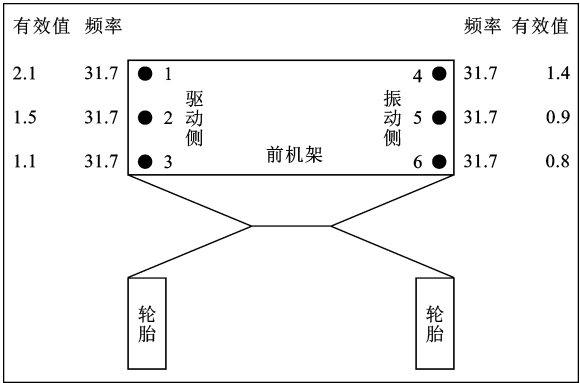 有效值 频率 频率 有效值
2.1 31.7 1 4 31.7 1.4
1.5 31.7 2 驱动侧 振动侧 5 31.7 0.9
1.1 31.7 3 前机架 6 31.7 0.8
轮胎 轮胎